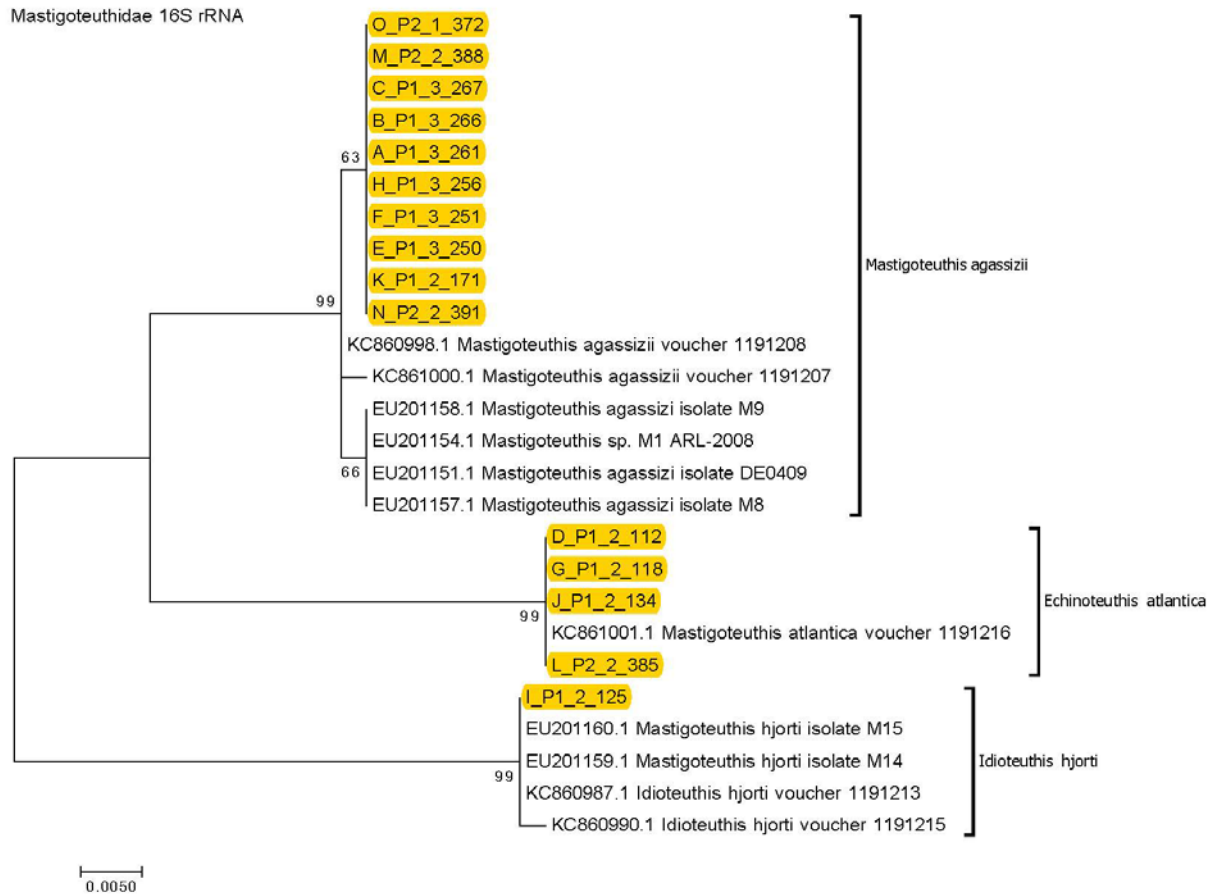 Mastigoteuthidae 16S rRNA
O_P2_1_372
M_P2_2_388
C_P1_3_267
B_P1_3_266
63
A_P1_3_261
H_P1_3_256
F_P1_3_251
E_P1_3_250
Mastigoteuthis agassizii
K_P1_2_171
99
N_P2_2_391
KC860998.1 Mastigoteuthis agassizii voucher 1191208
KC861000.1 Mastigoteuthis agassizii voucher 1191207
EU201158.1 Mastigoteuthis agassizi isolate M9
EU201154.1 Mastigoteuthis sp. M1 ARL-2008
66
EU201151.1 Mastigoteuthis agassizi isolate DE0409
EU201157.1 Mastigoteuthis agassizi isolate M8
D_P1_2_112
G_P1_2_118
J_P1_2_134
Echinoteuthis atlantica
99
KC861001.1 Mastigoteuthis atlantica voucher 1191216
L_P2_2_385
I_P1_2_125
EU201160.1 Mastigoteuthis hjorti isolate M15
EU201159.1 Mastigoteuthis hjorti isolate M14
Idioteuthis hjorti
99
KC860987.1 Idioteuthis hjorti voucher 1191213
KC860990.1 Idioteuthis hjorti voucher 1191215
0.0050